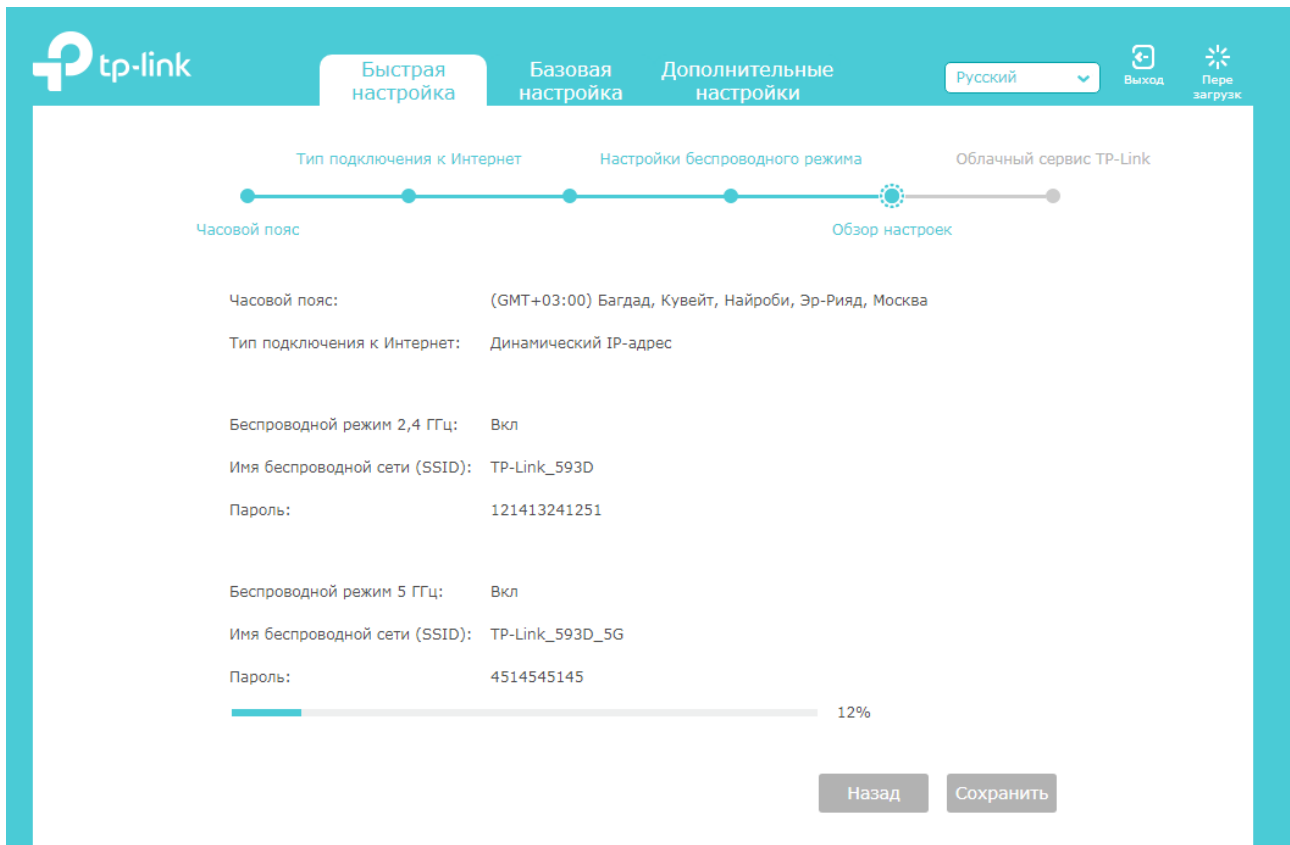 tp-link
Быстрая настройка
Базовая настройка
Дополнительные настройки
Русский
Выход
Пере
загрузк
Тип подключения к Интернет
Настройки беспроводного режима
Облачный сервис TP-Link
Часовой пояс
Обзор настроек
Часовой пояс: (GMT+03:00) Багдад, Кувейт, Найроби, Эр-Рияд, Москва
Тип подключения к Интернет: Динамический IP-адрес
Беспроводной режим 2,4 ГГц: Вкл
Имя беспроводной сети (SSID): TP-Link_593D
Пароль: 121413241251
Беспроводной режим 5 ГГц: Вкл
Имя беспроводной сети (SSID): TP-Link_593D_5G
Пароль: 4514545145
12%
Назад
Сохранить